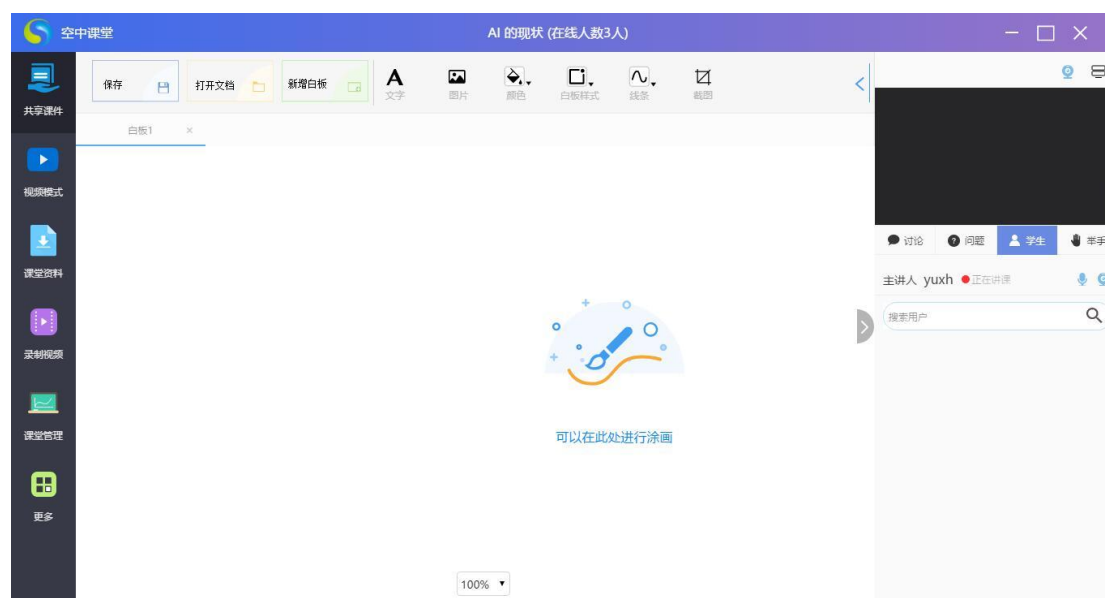 空中课堂
AI 的现状 (在线人数3人)
共享课件
视频模式
课堂资料
录制视频
课堂管理
更多
保存
打开文档
新增白板
A
文字
图片
颜色
白板样式
线条
截图
白板1 ×
可以在此处进行涂画
100%
讨论 问题 学生 举手
主讲人 yuxh 正在讲课
搜索用户